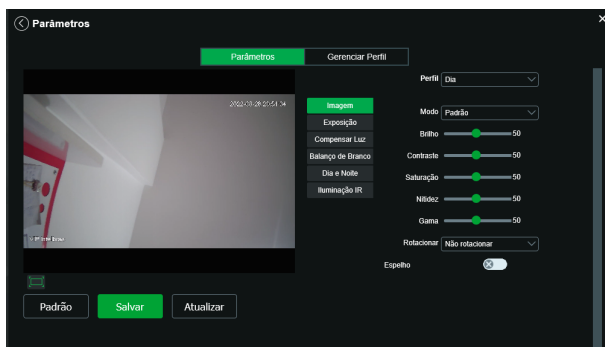 Parâmetros
Parâmetros
Gerenciar Perfil
Perfil Dia
Imagem
Exposição
Compensar Luz
Balanço de Branco
Dia e Noite
Iluminação IR
Modo Padrão
Brilho 50
Contraste 50
Saturação 50
Nitidez 50
Gama 50
Rotacionar Não rotacionar
Espelho
Padrão
Salvar
Atualizar